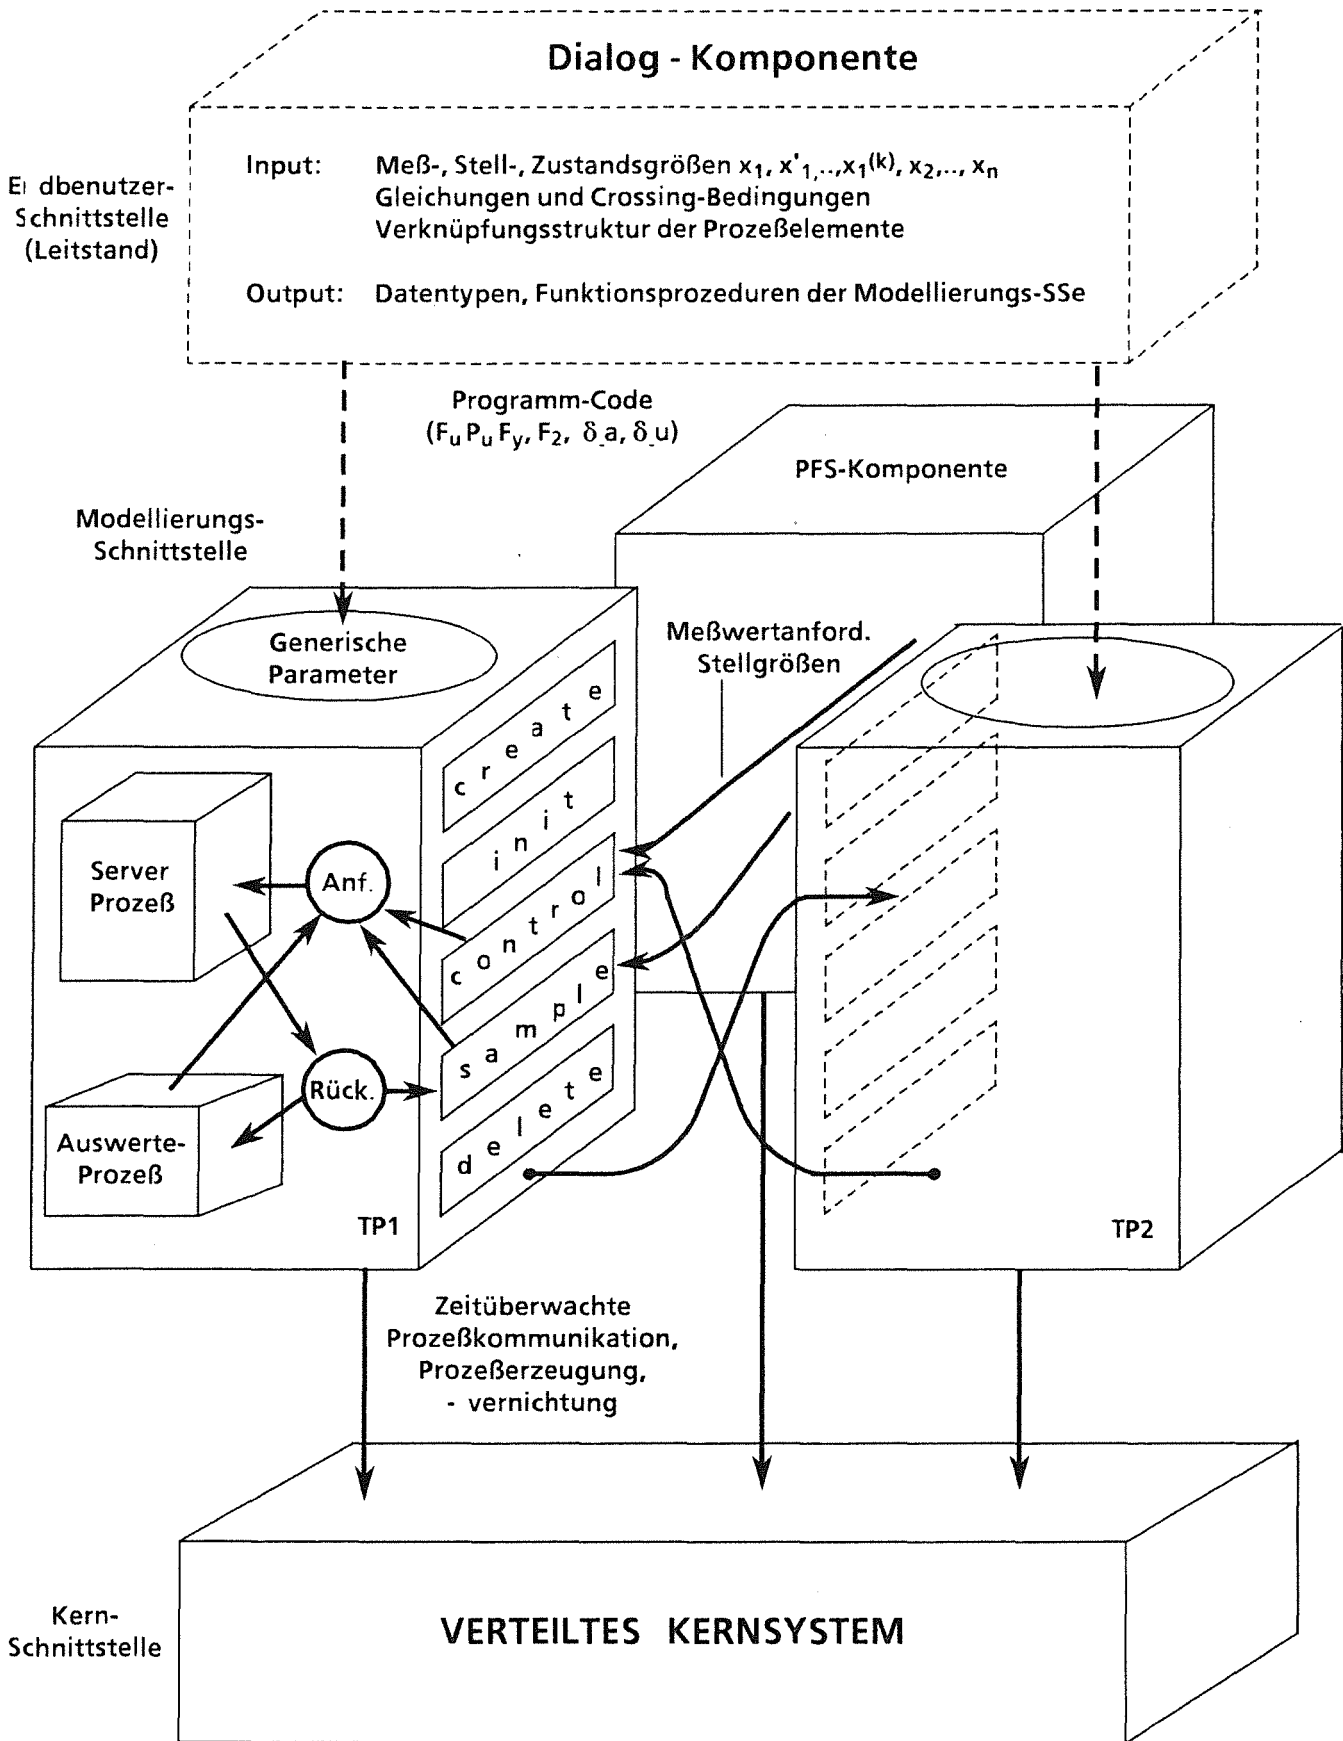 Dialog - Komponente
Input: Meß-, Stell-, Zustandsgrößen x₁, x'₁,..,x₁⁽ᵏ⁾, x₂,.., xₙ
Gleichungen und Crossing-Bedingungen
Verknüpfungsstruktur der Prozeßelemente
Output: Datentypen, Funktionsprozeduren der Modellierungs-SSe
E dbenutzer-
Schnittstelle
(Leitstand)
Programm-Code
(Fᵤ Pᵤ Fy, F₂, δ_a, δ_u)
PFS-Komponente
Modellierungs-
Schnittstelle
Generische
Parameter
Meßwertanford.
Stellgrößen
create
init
control
sample
delete
Server
Prozeß
Anf.
Rück.
Auswerte-
Prozeß
TP1
TP2
Zeitüberwachte
Prozeßkommunikation,
Prozeßerzeugung,
- vernichtung
Kern-
Schnittstelle
VERTEILTES KERNSYSTEM